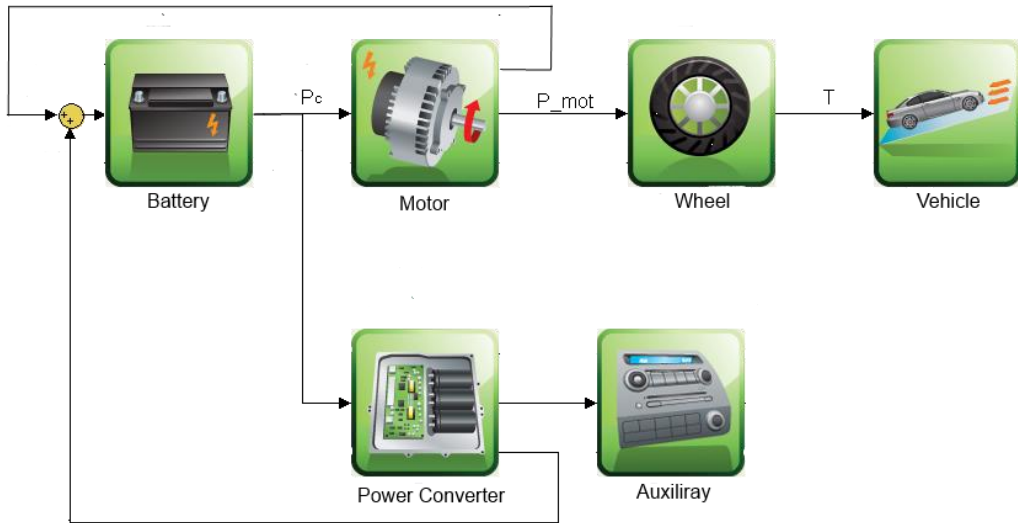 Pc
P_mot
T
+
+
Battery
Motor
Wheel
Vehicle
Power Converter
Auxiliray